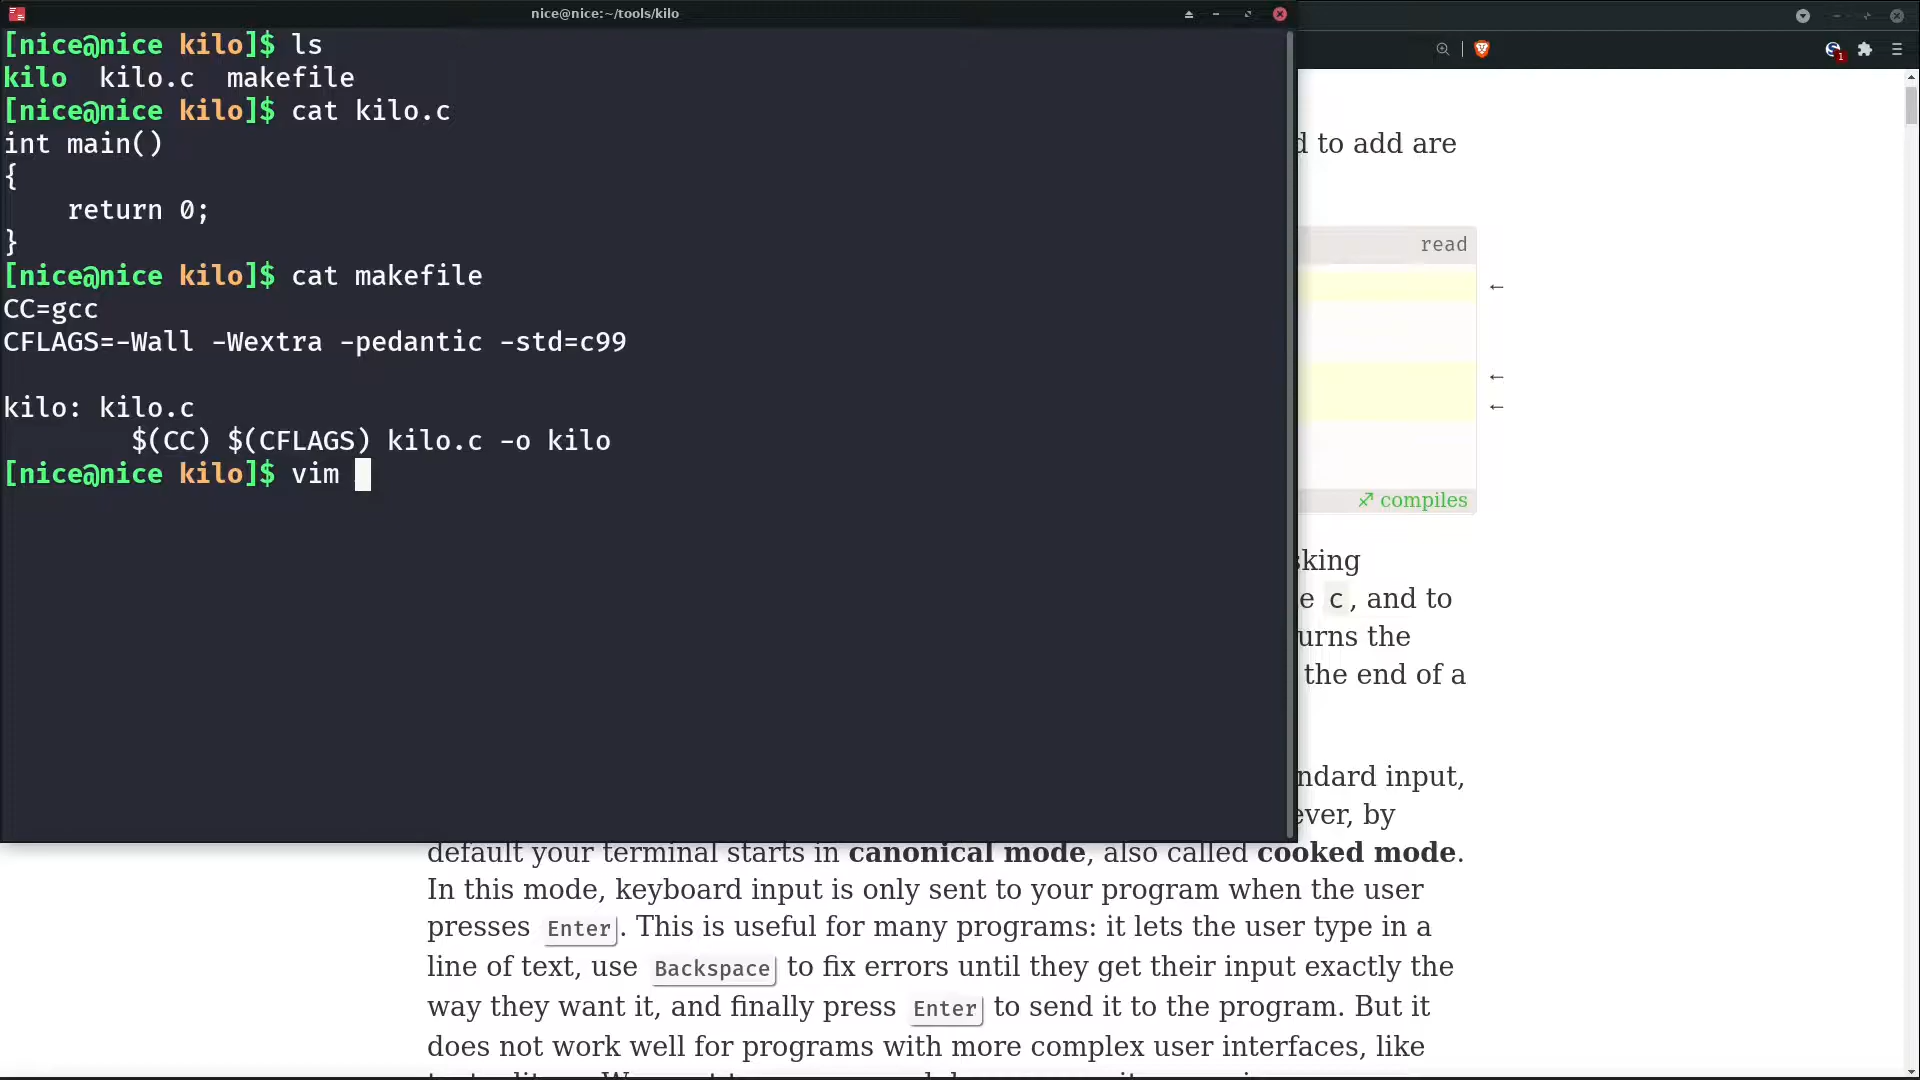 nice@nice:~/tools/kilo
[nice@nice kilo]$ ls
kilo  kilo.c  makefile
[nice@nice kilo]$ cat kilo.c
int main()
{
    return 0;
}
[nice@nice kilo]$ cat makefile
CC=gcc
CFLAGS=-Wall -Wextra -pedantic -std=c99

kilo: kilo.c
        $(CC) $(CFLAGS) kilo.c -o kilo
[nice@nice kilo]$ vim
1
d to add are
read
←
←
←
compiles
king
e c, and to
urns the
the end of a
ndard input,
ever, by
default your terminal starts in canonical mode, also called cooked mode.
In this mode, keyboard input is only sent to your program when the user
presses Enter. This is useful for many programs: it lets the user type in a
line of text, use Backspace to fix errors until they get their input exactly the
way they want it, and finally press Enter to send it to the program. But it
does not work well for programs with more complex user interfaces, like